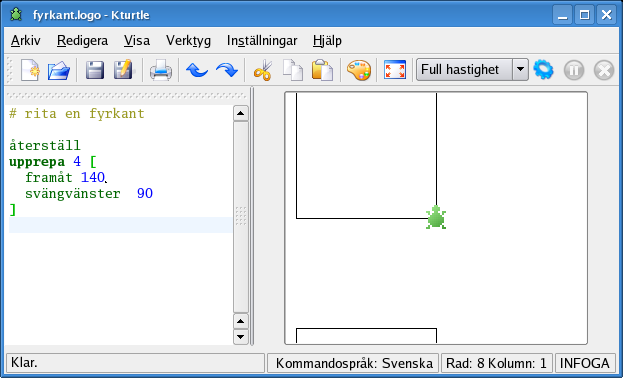 fyrkant.logo - Kturtle
Arkiv Redigera Visa Verktyg Inställningar Hjälp
Full hastighet
# rita en fyrkant
återställ
upprepa 4 [
framåt 140
svängvänster 90
]
Klar. Kommandospråk: Svenska Rad: 8 Kolumn: 1 INFOGA